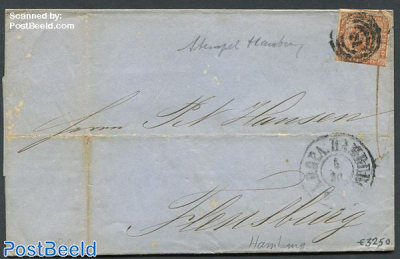 Scanned by:
PostBeeld
.com
Stempel Hamburg
Herrn P. N. Hansen
Flensburg
Hamburg
€3250
© PostBeeld